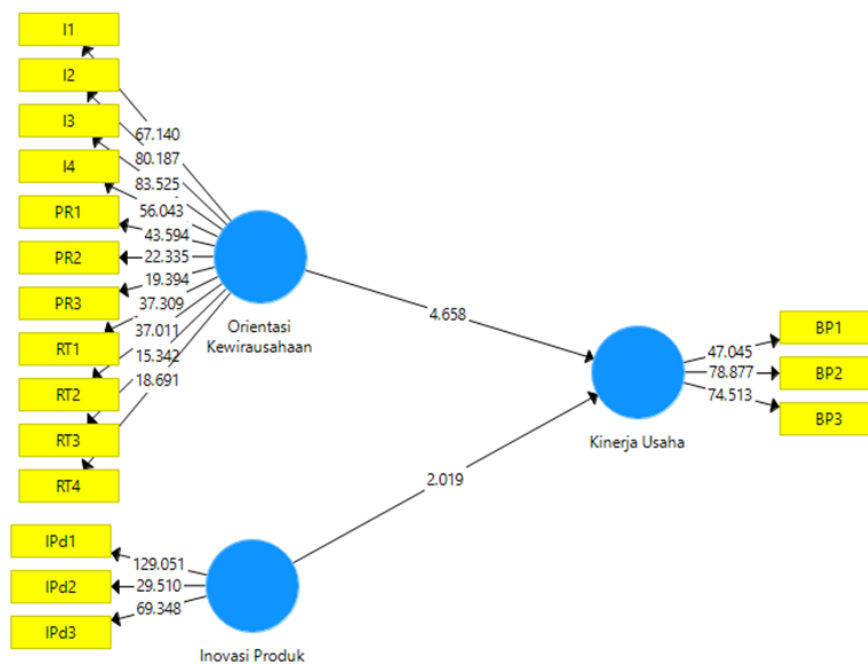 I1
I2
I3
I4
PR1
PR2
PR3
RT1
RT2
RT3
RT4
67.140
80.187
83.525
56.043
43.594
22.335
19.394
37.309
37.011
15.342
18.691
Orientasi
Kewirausahaan
4.658
Kinerja Usaha
47.045
78.877
74.513
BP1
BP2
BP3
2.019
IPd1
IPd2
IPd3
129.051
29.510
69.348
Inovasi Produk